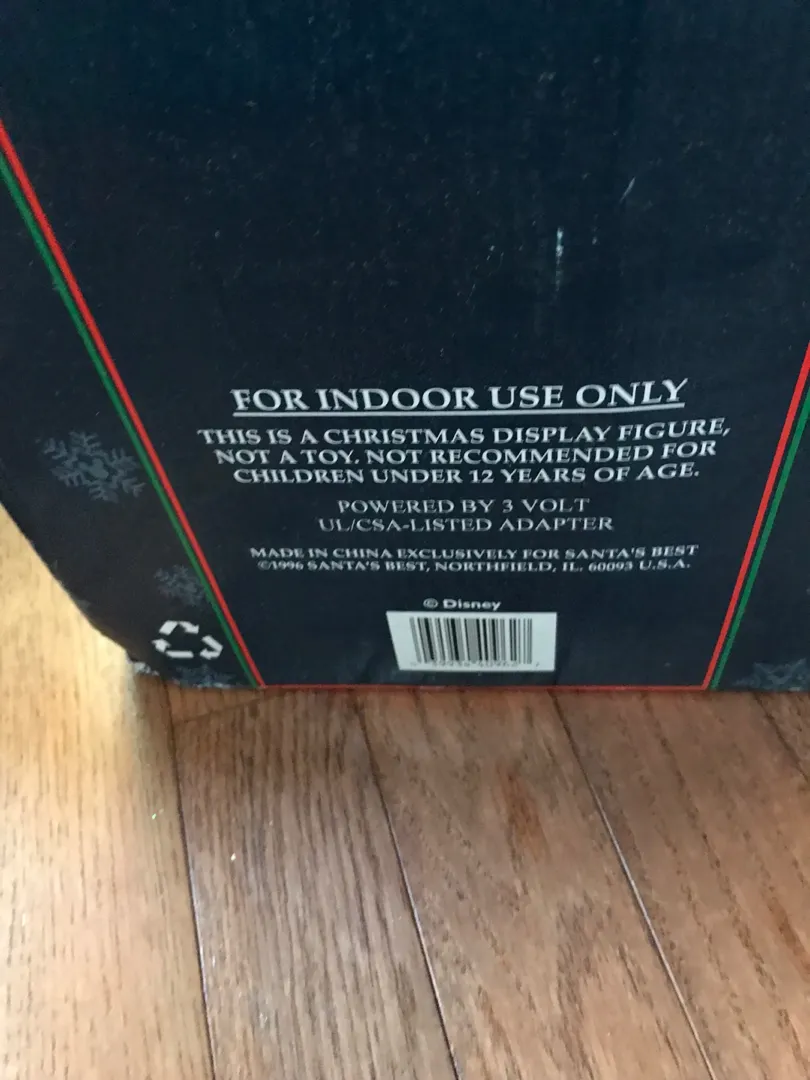 FOR INDOOR USE ONLY
THIS IS A CHRISTMAS DISPLAY FIGURE,
NOT A TOY. NOT RECOMMENDED FOR
CHILDREN UNDER 12 YEARS OF AGE.
POWERED BY 3 VOLT
UL/CSA-LISTED ADAPTER
MADE IN CHINA EXCLUSIVELY FOR SANTA'S BEST
©1996 SANTA'S BEST, NORTHFIELD, IL. 60093 U.S.A.
© Disney